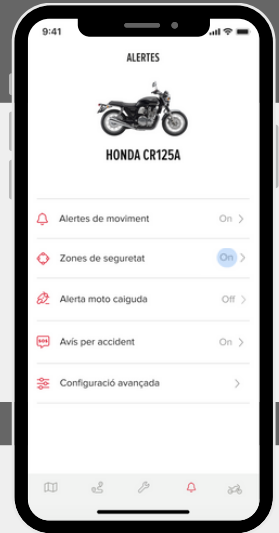 9:41
ALERTES
HONDA CR125A
Alertes de moviment On
Zones de seguretat On
Alerta moto caiguda Off
SOS
Avís per accident On
Configuració avançada